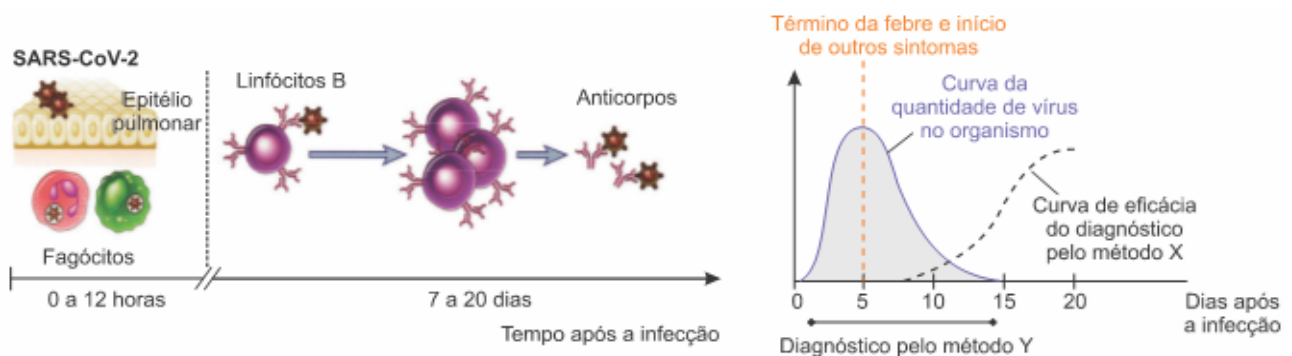 SARS-CoV-2
Epitélio
pulmonar
Fagócitos
0 a 12 horas
Linfócitos B
Anticorpos
7 a 20 dias
Tempo após a infecção
Término da febre e início
de outros sintomas
Curva da
quantidade de vírus
no organismo
Curva de eficácia
do diagnóstico
pelo método X
0 5 10 15 20
Dias após
a infecção
Diagnóstico pelo método Y